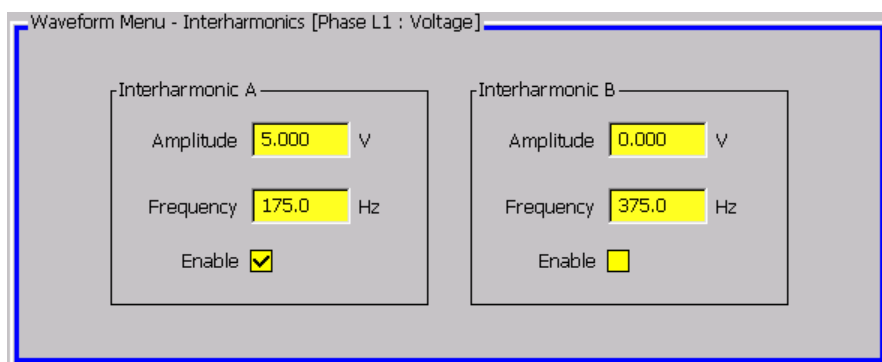 Waveform Menu - Interharmonics [Phase L1 : Voltage]
Interharmonic A
Amplitude 5.000 V
Frequency 175.0 Hz
Enable
Interharmonic B
Amplitude 0.000 V
Frequency 375.0 Hz
Enable